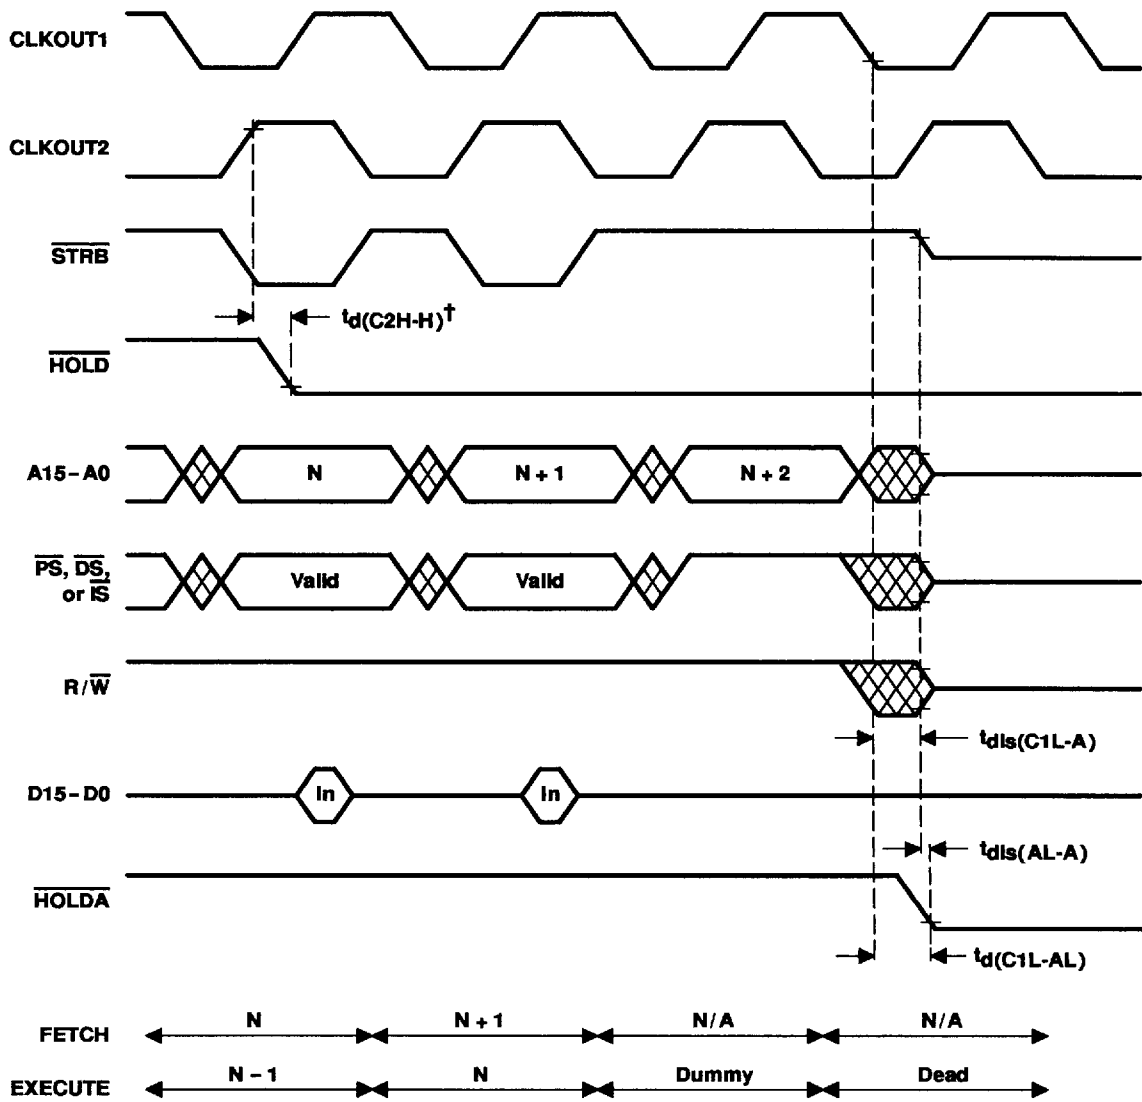 CLKOUT1
CLKOUT2
STRB
td(C2H-H)†
HOLD
A15–A0 N N + 1 N + 2
PS, DS,
or IS
Valid Valid
R/W
tdis(C1L-A)
D15–D0 In In
tdis(AL-A)
HOLDA
td(C1L-AL)
FETCH N N + 1 N/A N/A
EXECUTE N – 1 N Dummy Dead